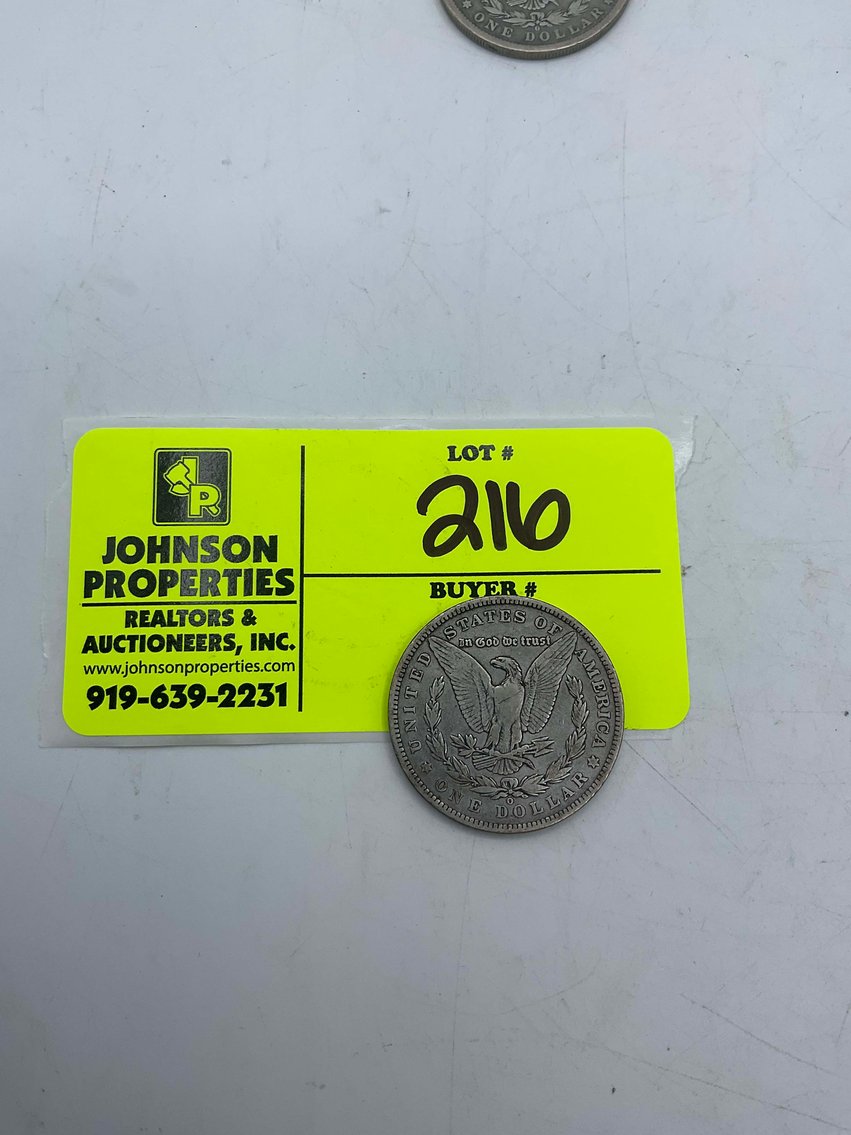 ONE DOLLAR
JR
JOHNSON
PROPERTIES
REALTORS &
AUCTIONEERS, INC.
www.johnsonproperties.com
919-639-2231
LOT #
216
BUYER #
UNITED STATES OF AMERICA
In God we trust
O
ONE DOLLAR